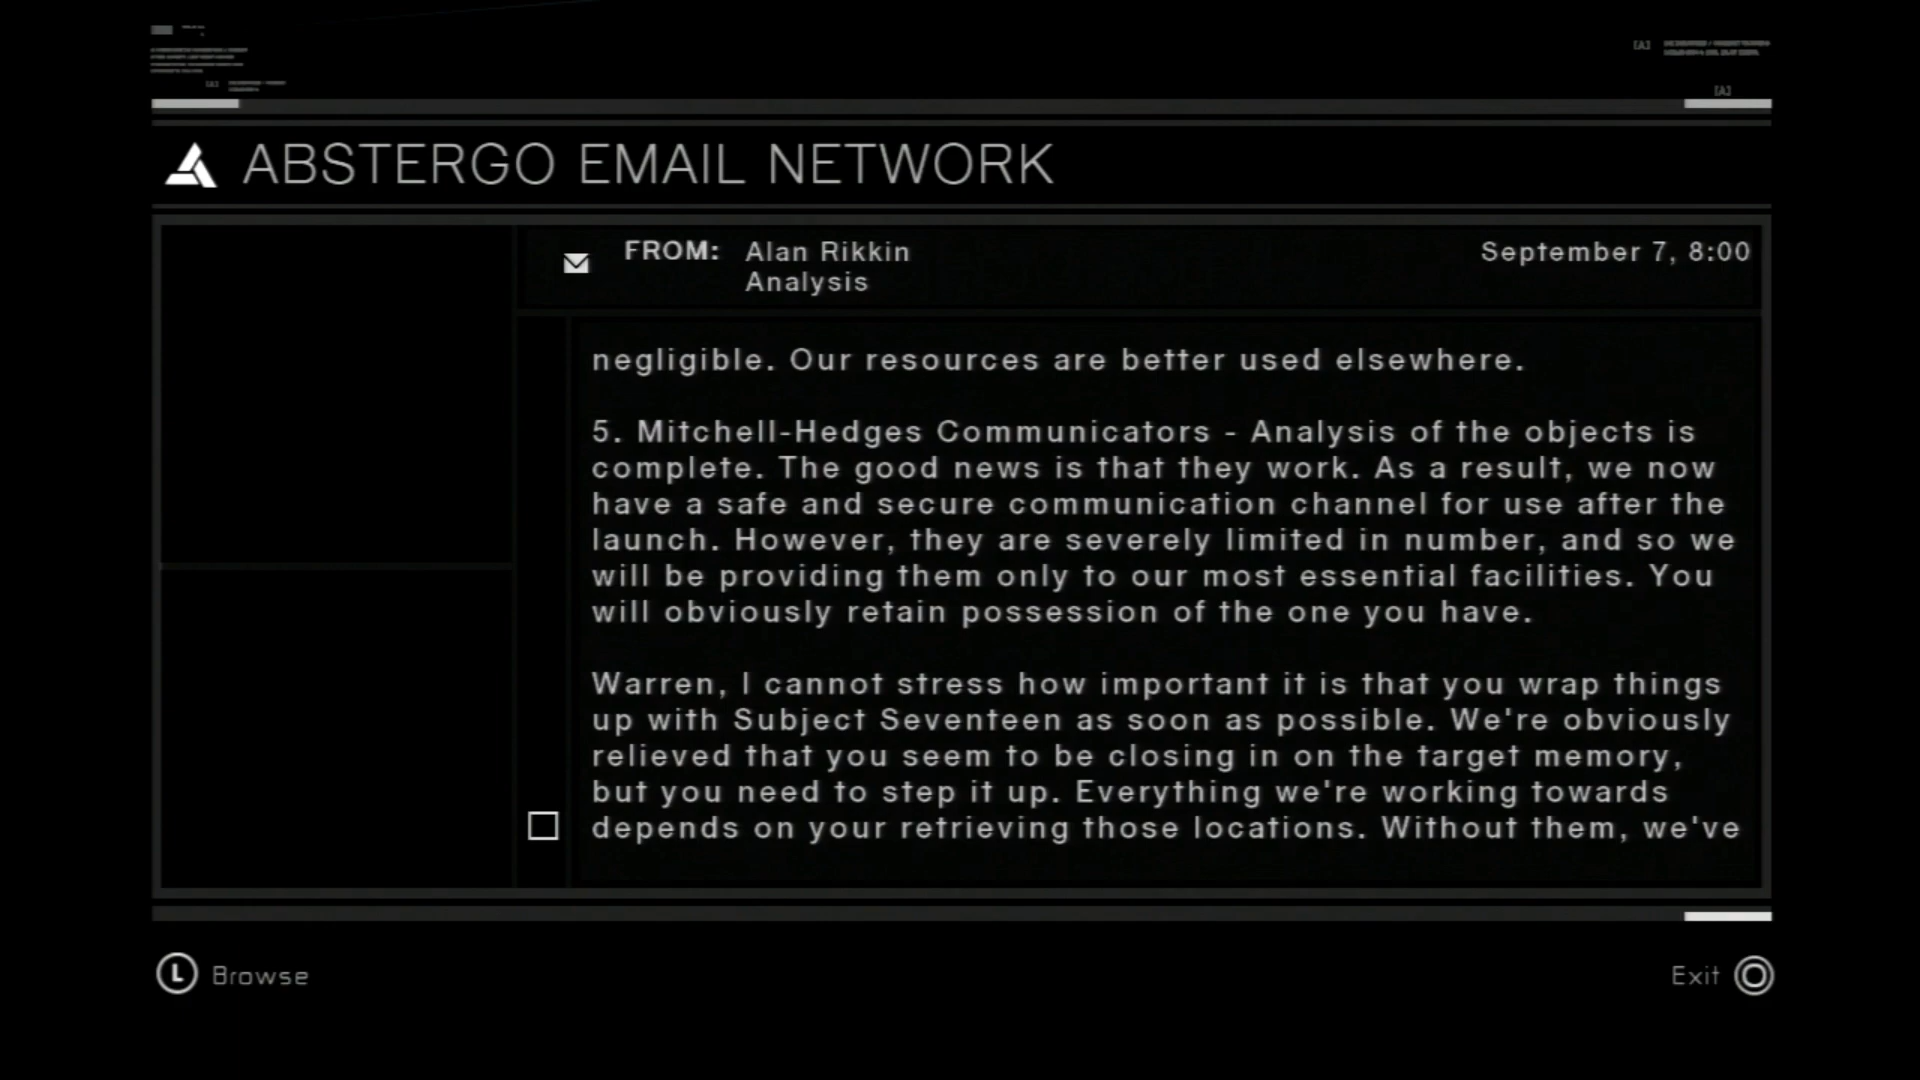 [A]
[A]
[A]
ABSTERGO EMAIL NETWORK
FROM: Alan Rikkin
Analysis
September 7, 8:00
negligible. Our resources are better used elsewhere.
5. Mitchell-Hedges Communicators - Analysis of the objects is
complete. The good news is that they work. As a result, we now
have a safe and secure communication channel for use after the
launch. However, they are severely limited in number, and so we
will be providing them only to our most essential facilities. You
will obviously retain possession of the one you have.
Warren, I cannot stress how important it is that you wrap things
up with Subject Seventeen as soon as possible. We're obviously
relieved that you seem to be closing in on the target memory,
but you need to step it up. Everything we're working towards
depends on your retrieving those locations. Without them, we've
L Browse
Exit